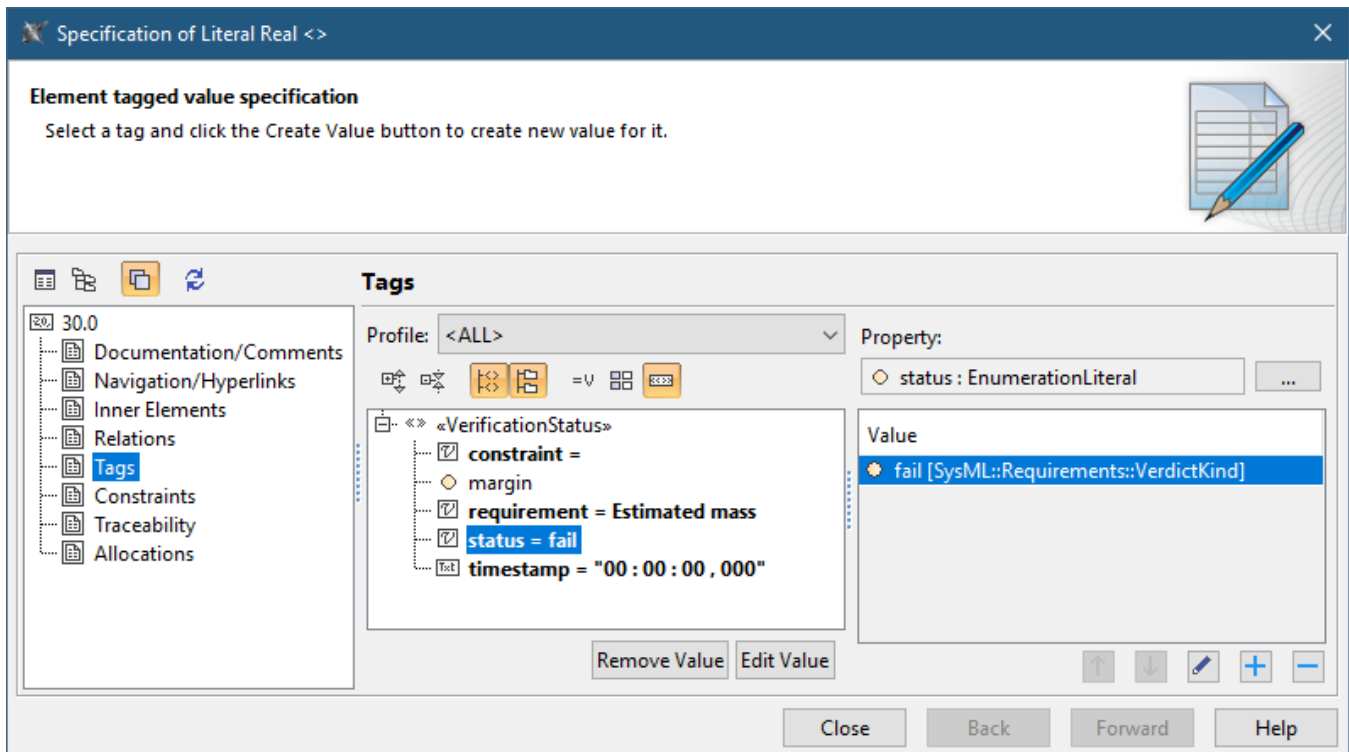 Specification of Literal Real <>
Element tagged value specification
Select a tag and click the Create Value button to create new value for it.
30.0
Documentation/Comments
Navigation/Hyperlinks
Inner Elements
Relations
Tags
Constraints
Traceability
Allocations
Tags
Profile: <ALL>
=V
«» «VerificationStatus»
constraint =
margin
requirement = Estimated mass
status = fail
timestamp = "00 : 00 : 00 , 000"
Remove Value Edit Value
Property:
status : EnumerationLiteral ...
Value
fail [SysML::Requirements::VerdictKind]
Close Back Forward Help